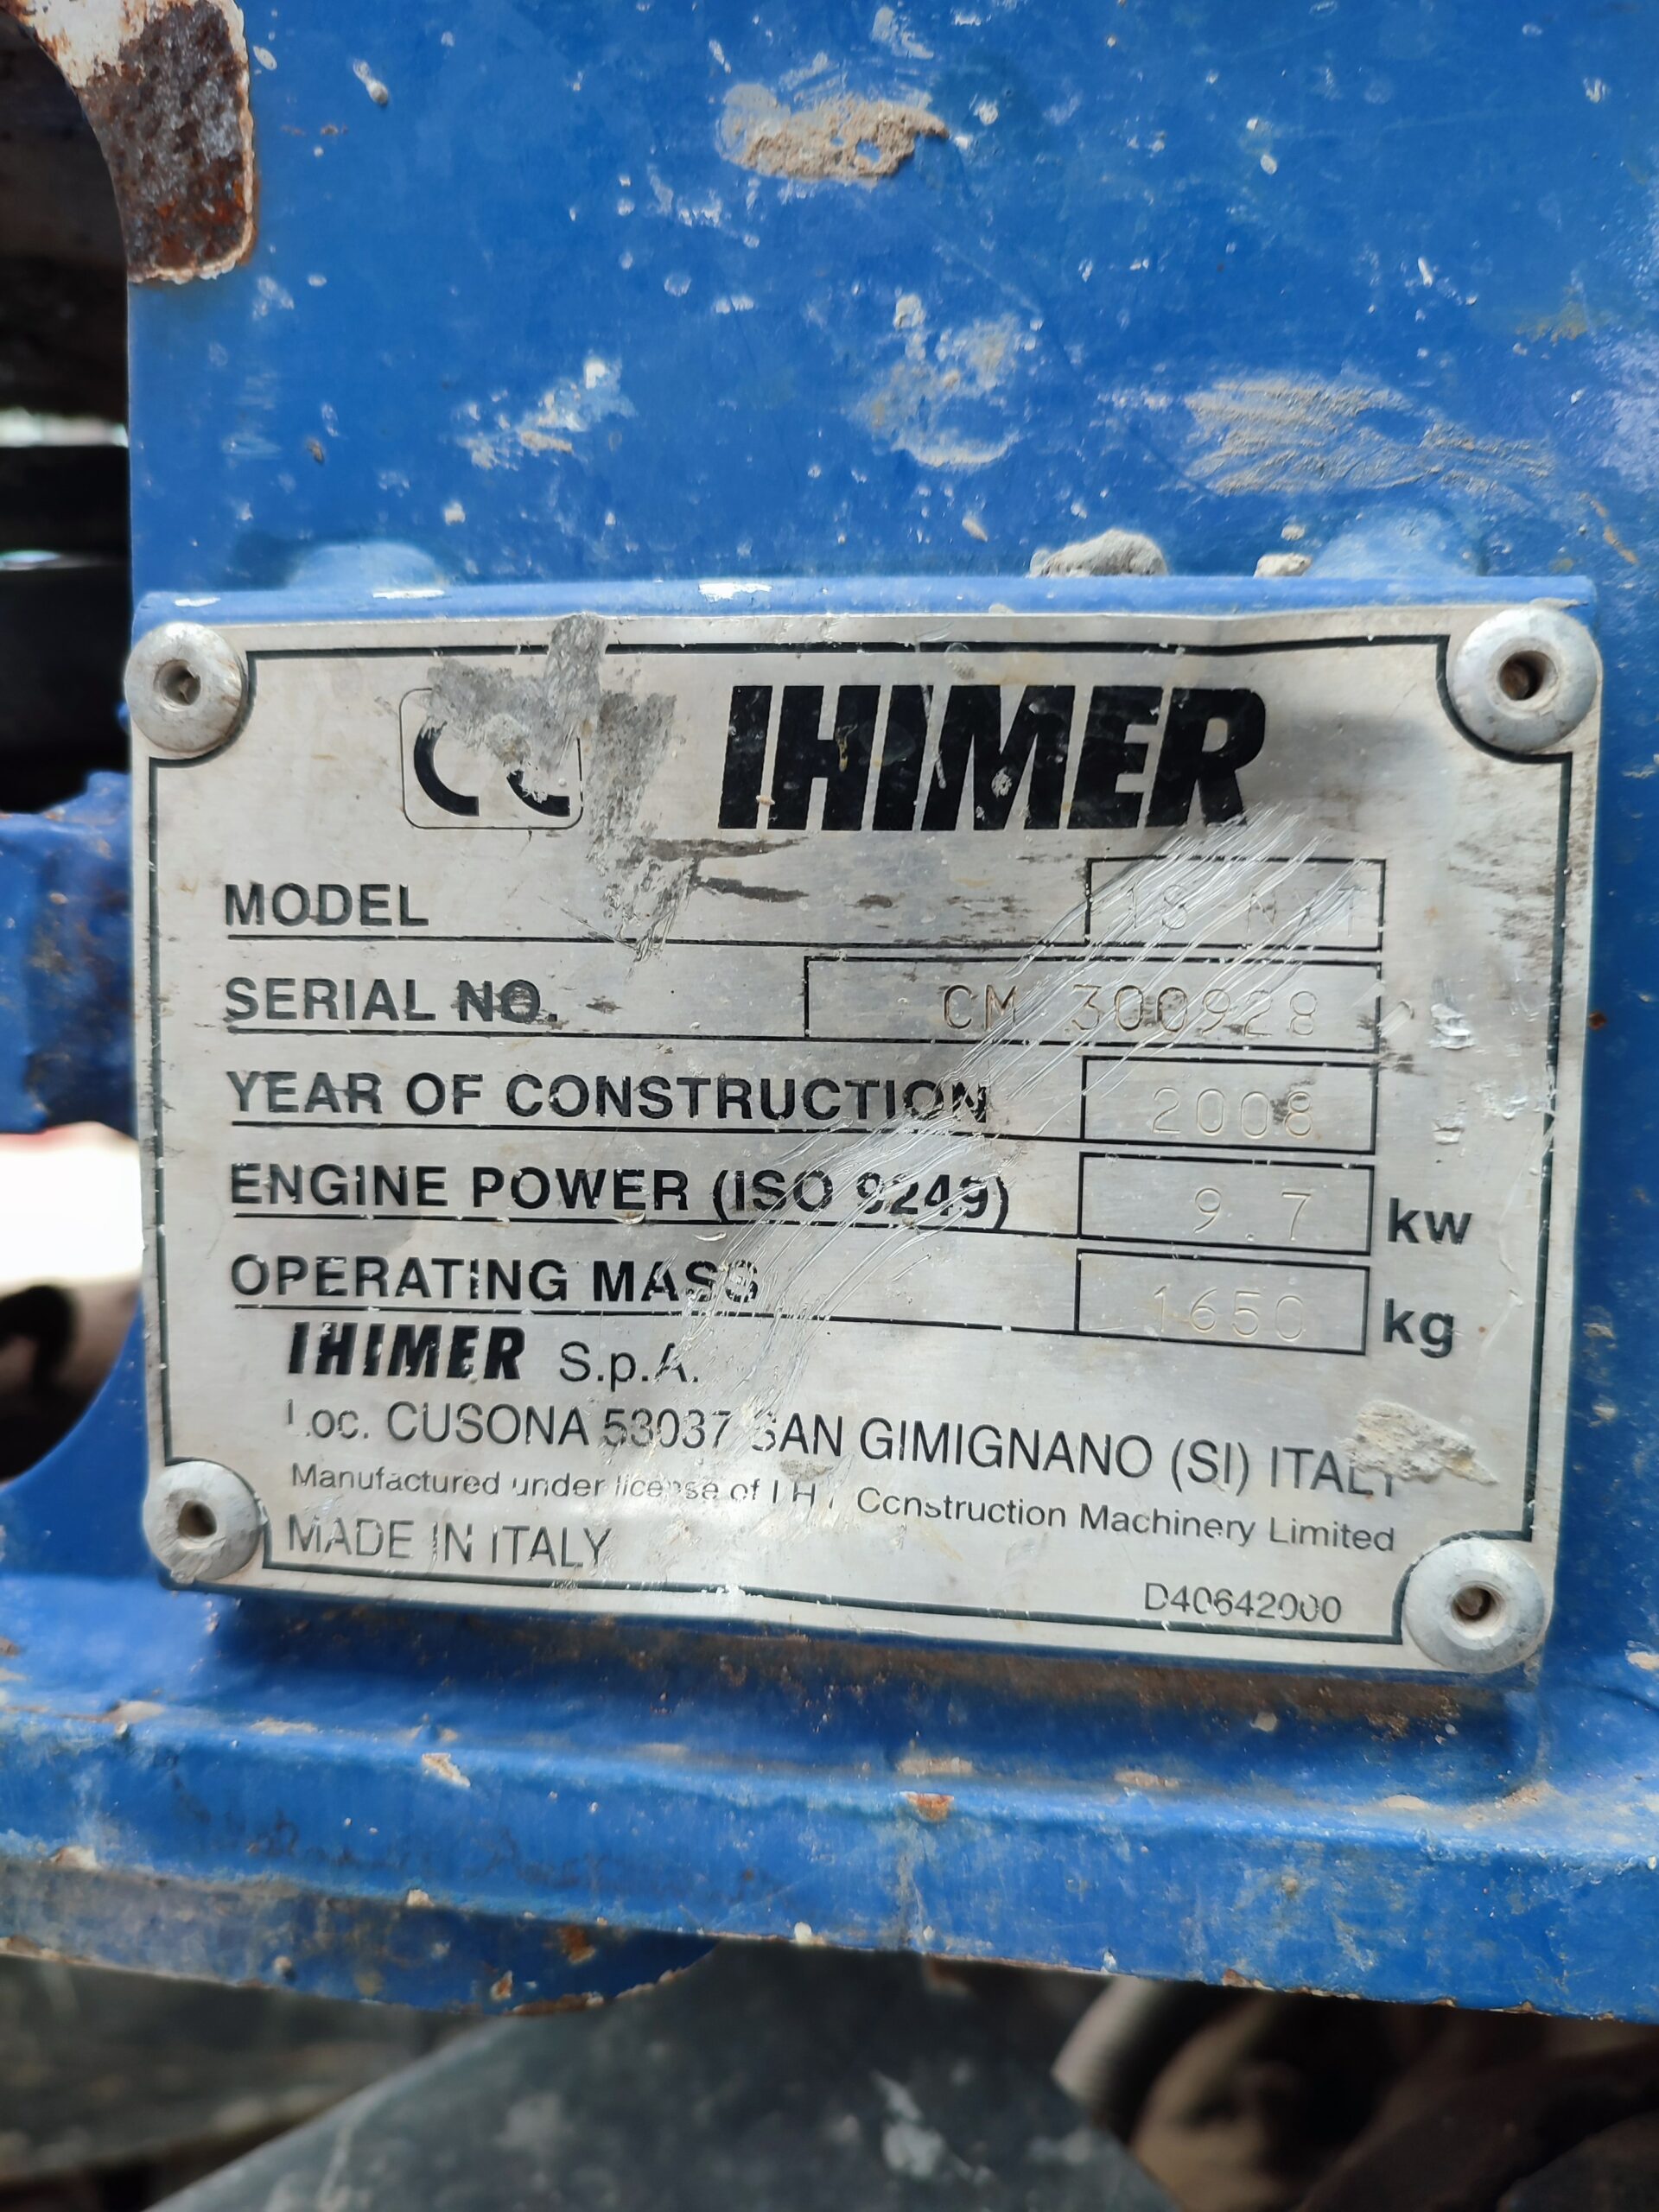 CE IHIMER
MODEL 18 NXT
SERIAL NO. CM 300928
YEAR OF CONSTRUCTION 2008
ENGINE POWER (ISO 9249) 9.7 kw
OPERATING MASS 1650 kg
IHIMER S.p.A.
Loc. CUSONA 53037 SAN GIMIGNANO (SI) ITALY
Manufactured under license of I H I Construction Machinery Limited
MADE IN ITALY
D40642000